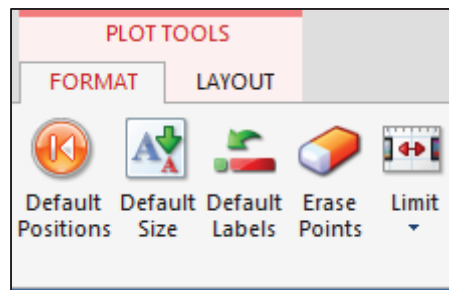 PLOT TOOLS
FORMAT LAYOUT
Default Default Default Erase Limit
Positions Size Labels Points